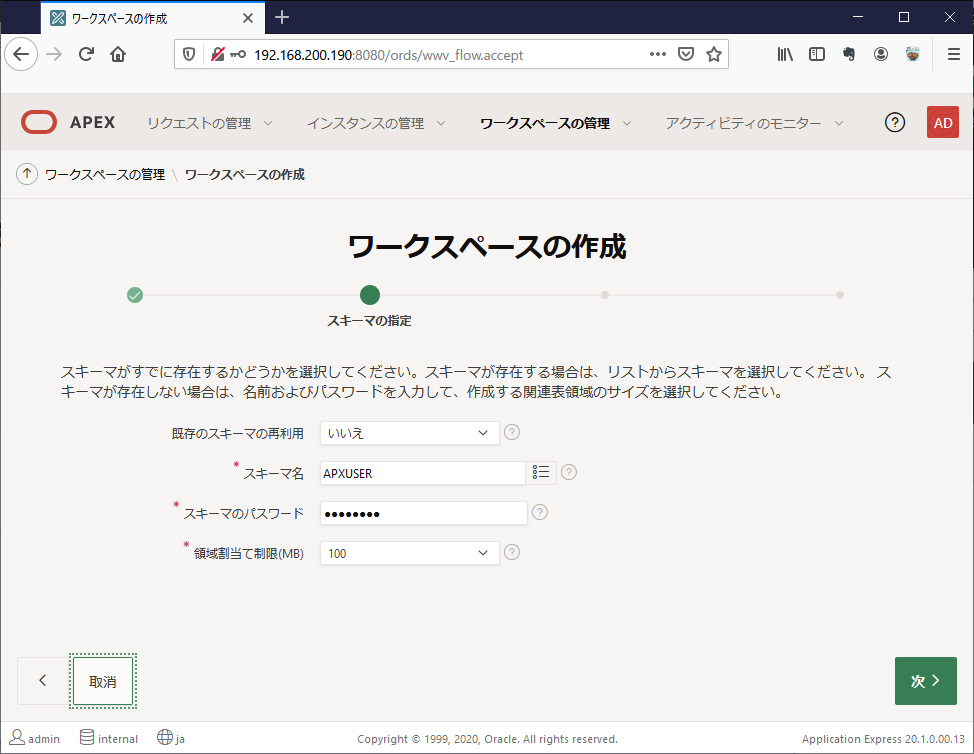 ワークスペースの作成
192.168.200.190:8080/ords/wwv_flow.accept
APEX リクエストの管理 インスタンスの管理 ワークスペースの管理 アクティビティのモニター ? AD
ワークスペースの管理 \ ワークスペースの作成
ワークスペースの作成
スキーマの指定
スキーマがすでに存在するかどうかを選択してください。スキーマが存在する場合は、リストからスキーマを選択してください。 ス
キーマが存在しない場合は、名前およびパスワードを入力して、作成する関連表領域のサイズを選択してください。
既存のスキーマの再利用 いいえ ?
* スキーマ名 APXUSER ?
* スキーマのパスワード ●●●●●●●● ?
* 領域割当て制限(MB) 100 ?
取消 次
admin internal ja Copyright © 1999, 2020, Oracle. All rights reserved. Application Express 20.1.0.00.13